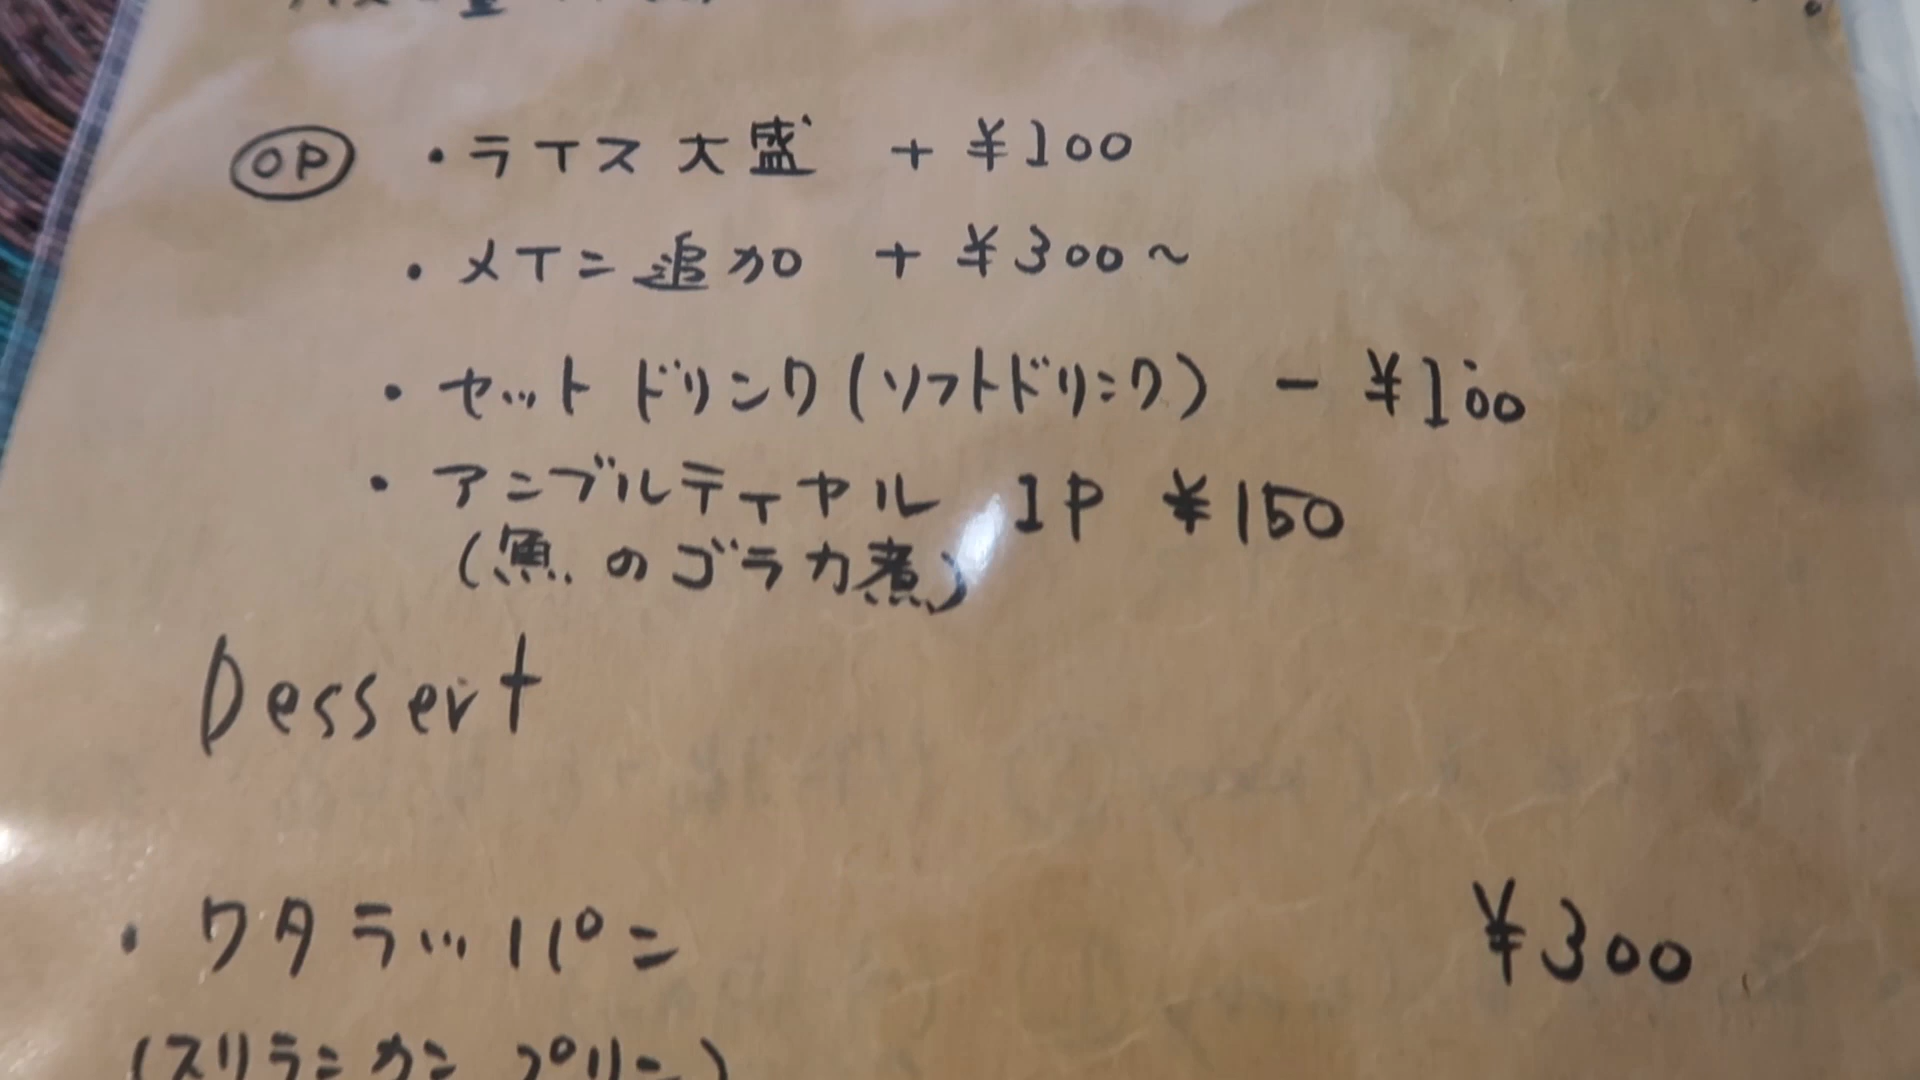 OP ・ライス大盛 + ¥100
・メイン追加 + ¥300~
・セットドリンク(ソフトドリンク) - ¥100
・アンブルティヤル 1P ¥150
(魚のゴラカ煮)
Dessert
・ワタラッパン ¥300
(スリランカンプリン)